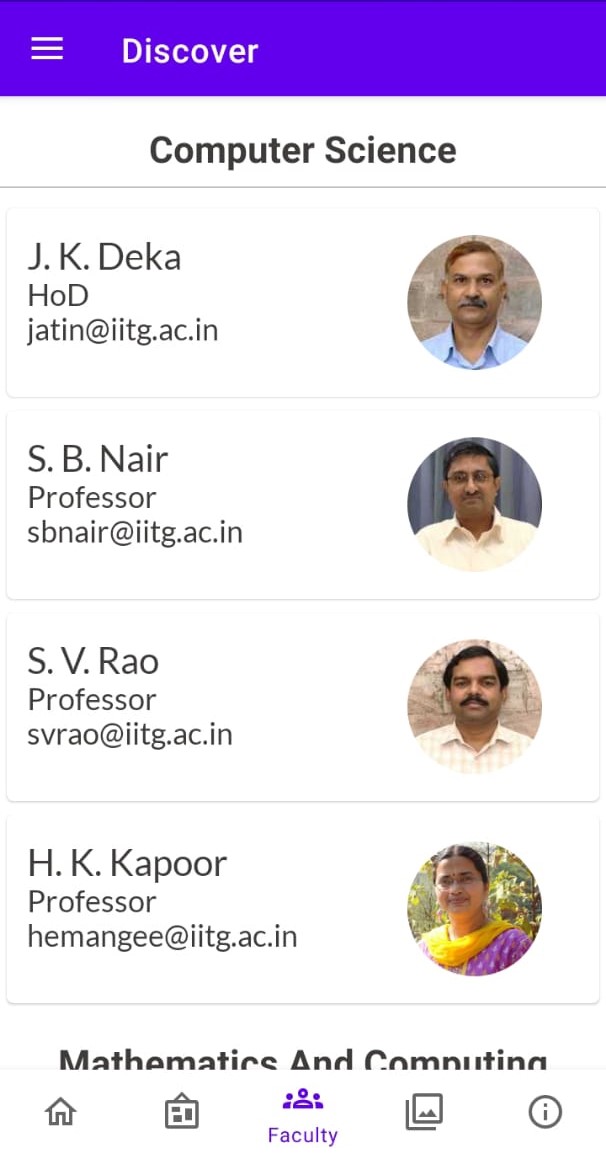 Discover
Computer Science
J. K. Deka
HoD
jatin@iitg.ac.in
S. B. Nair
Professor
sbnair@iitg.ac.in
S. V. Rao
Professor
svrao@iitg.ac.in
H. K. Kapoor
Professor
hemangee@iitg.ac.in
Mathematics And Computing
Faculty